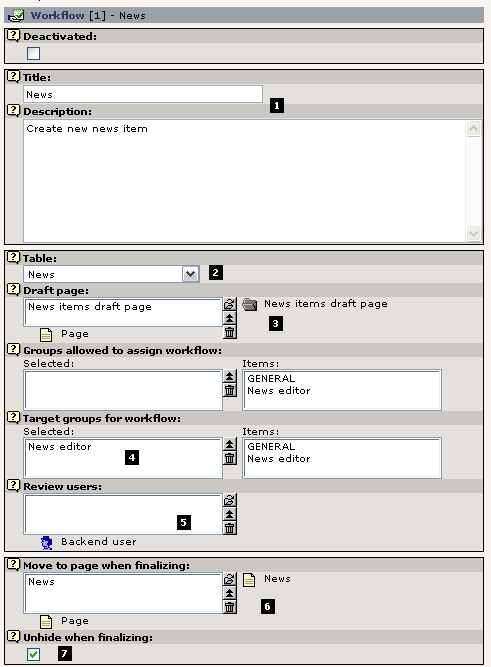 Workflow [1] - News
? Deactivated:
? Title:
News
1
? Description:
Create new news item
? Table:
News
2
? Draft page:
News items draft page
News items draft page
3
Page
? Groups allowed to assign workflow:
Selected: Items:
GENERAL
News editor
? Target groups for workflow:
Selected: Items:
News editor GENERAL
4 News editor
? Review users:
5
Backend user
? Move to page when finalizing:
News News
6
Page
? Unhide when finalizing:
7